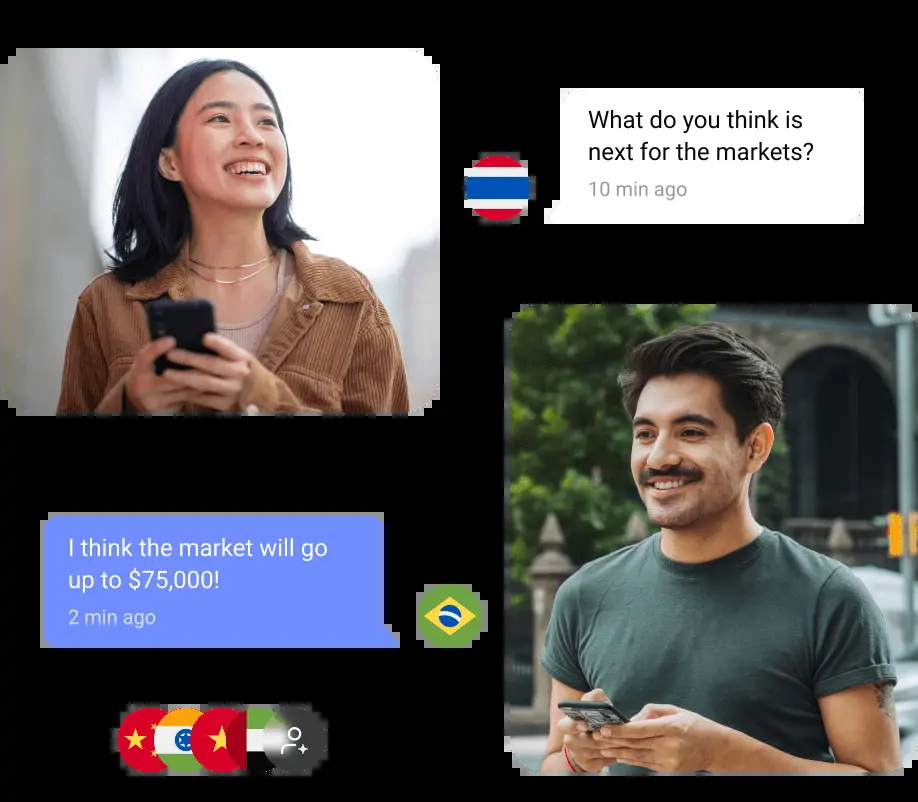 What do you think is
next for the markets?
10 min ago
I think the market will go
up to $75,000!
2 min ago